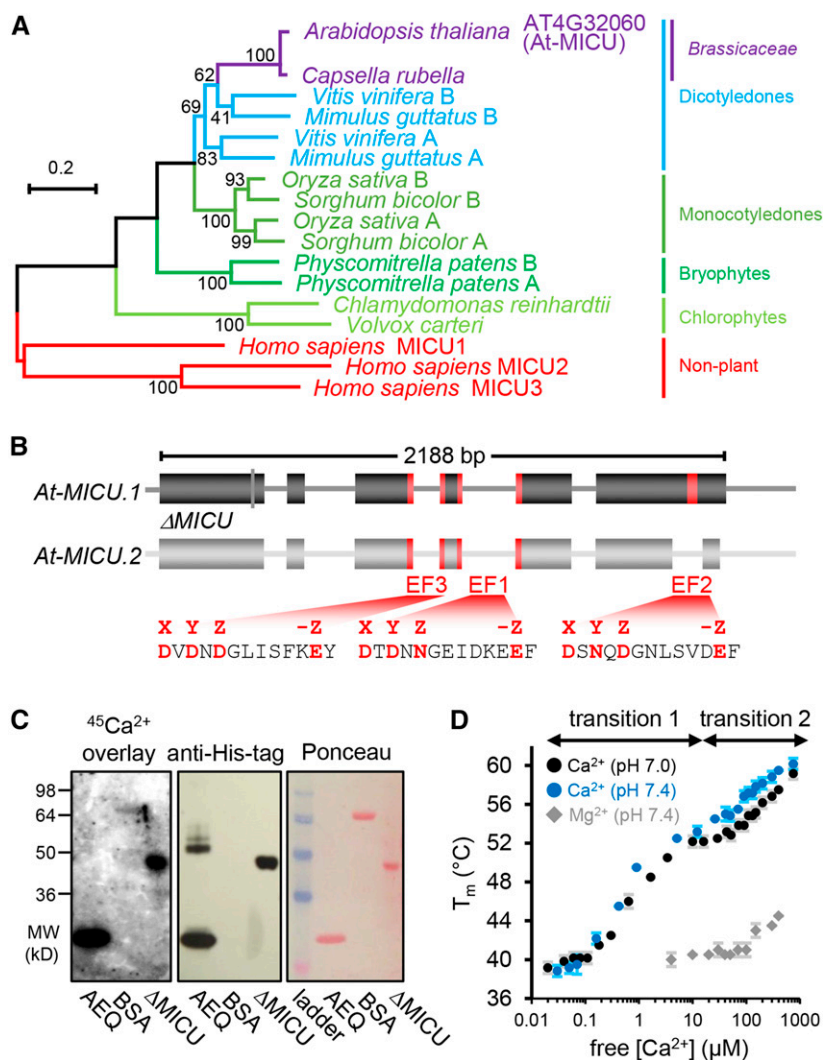 A
Arabidopsis thaliana AT4G32060
(At-MICU)
Capsella rubella
Vitis vinifera B
Mimulus guttatus B
Vitis vinifera A
Mimulus guttatus A
Oryza sativa B
Sorghum bicolor B
Oryza sativa A
Sorghum bicolor A
Physcomitrella patens B
Physcomitrella patens A
Chlamydomonas reinhardtii
Volvox carteri
Homo sapiens MICU1
Homo sapiens MICU2
Homo sapiens MICU3
100
62
69
41
83
93
100
99
100
100
100
0.2
Brassicaceae
Dicotyledones
Monocotyledones
Bryophytes
Chlorophytes
Non-plant
B
2188 bp
At-MICU.1
ΔMICU
At-MICU.2
EF3 EF1 EF2
X Y Z -Z X Y Z -Z X Y Z -Z
DVDNDGLISFKEY DTDNNGEIDKEEF DSNQDGNLSVDEF
C
45Ca2+
overlay
anti-His-tag
Ponceau
98
64
50
36
MW
(kD)
AEQ BSA ΔMICU
AEQ BSA ΔMICU
ladder AEQ BSA ΔMICU
D
transition 1 transition 2
Ca2+ (pH 7.0)
Ca2+ (pH 7.4)
Mg2+ (pH 7.4)
Tm (°C)
60
56
52
48
44
40
36
0.01 0.1 1 10 100 1000
free [Ca2+] (µM)